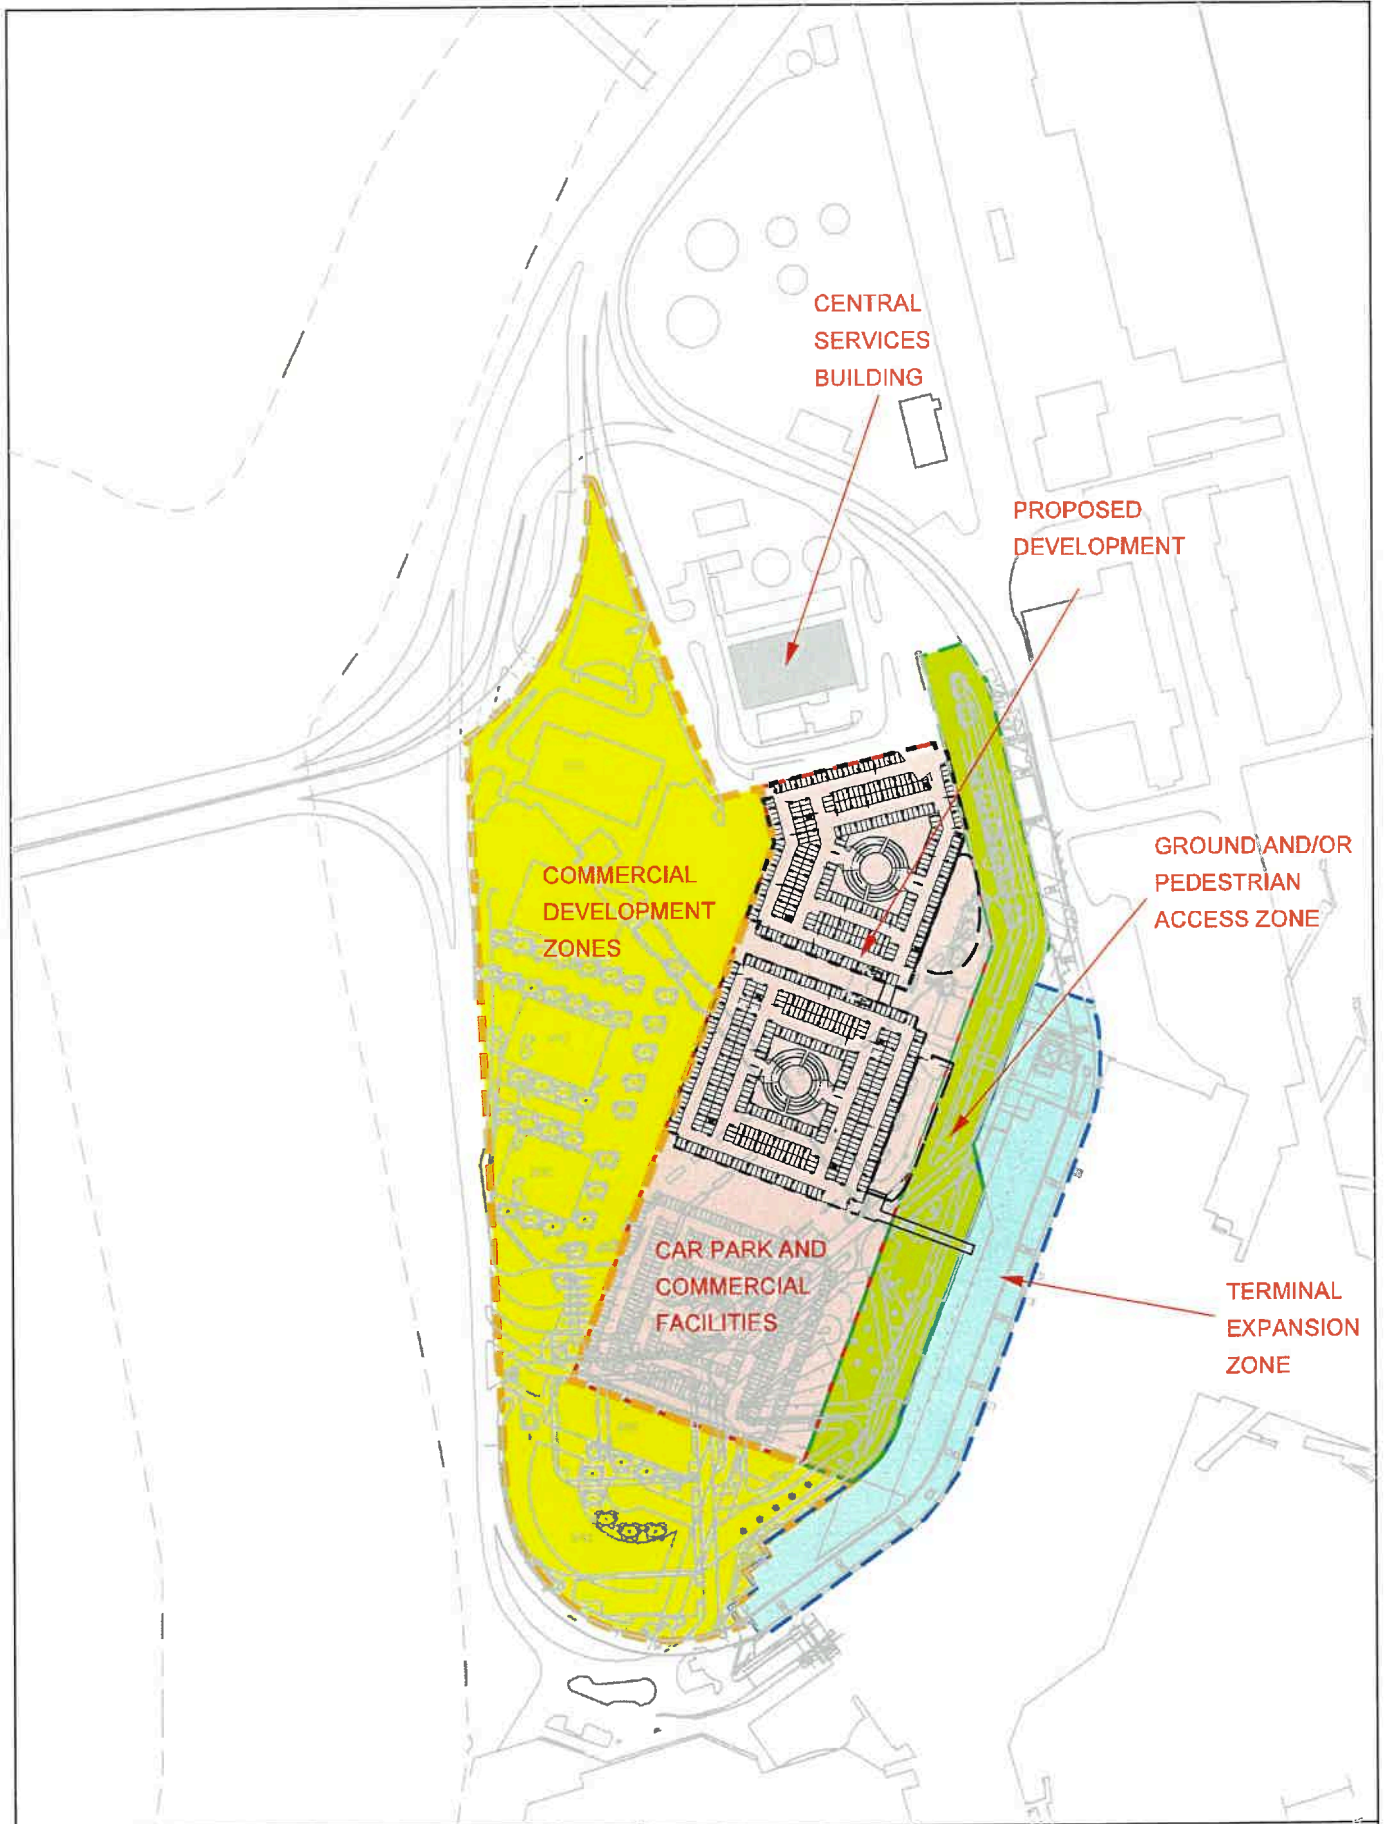 CENTRAL
SERVICES
BUILDING
PROPOSED
DEVELOPMENT
GROUND AND/OR
PEDESTRIAN
ACCESS ZONE
COMMERCIAL
DEVELOPMENT
ZONES
CAR PARK AND
COMMERCIAL
FACILITIES
TERMINAL
EXPANSION
ZONE